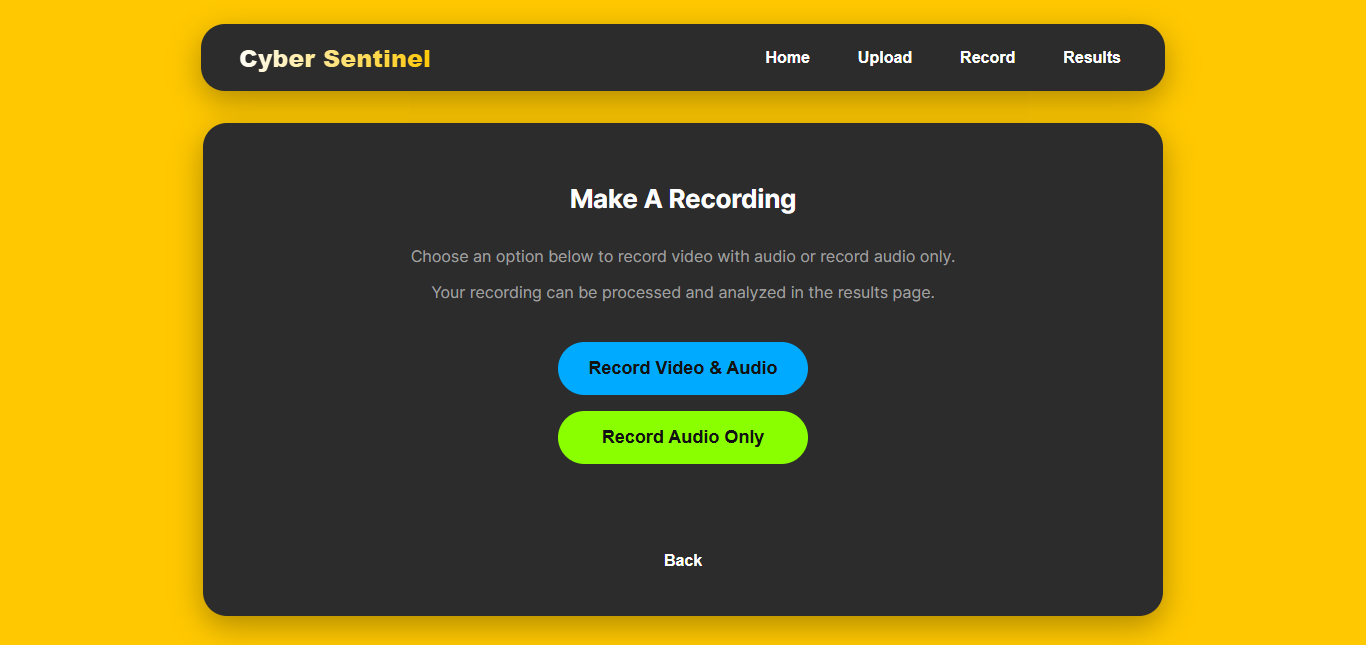 Cyber Sentinel
Home
Upload
Record
Results
Make A Recording
Choose an option below to record video with audio or record audio only.
Your recording can be processed and analyzed in the results page.
Record Video & Audio
Record Audio Only
Back